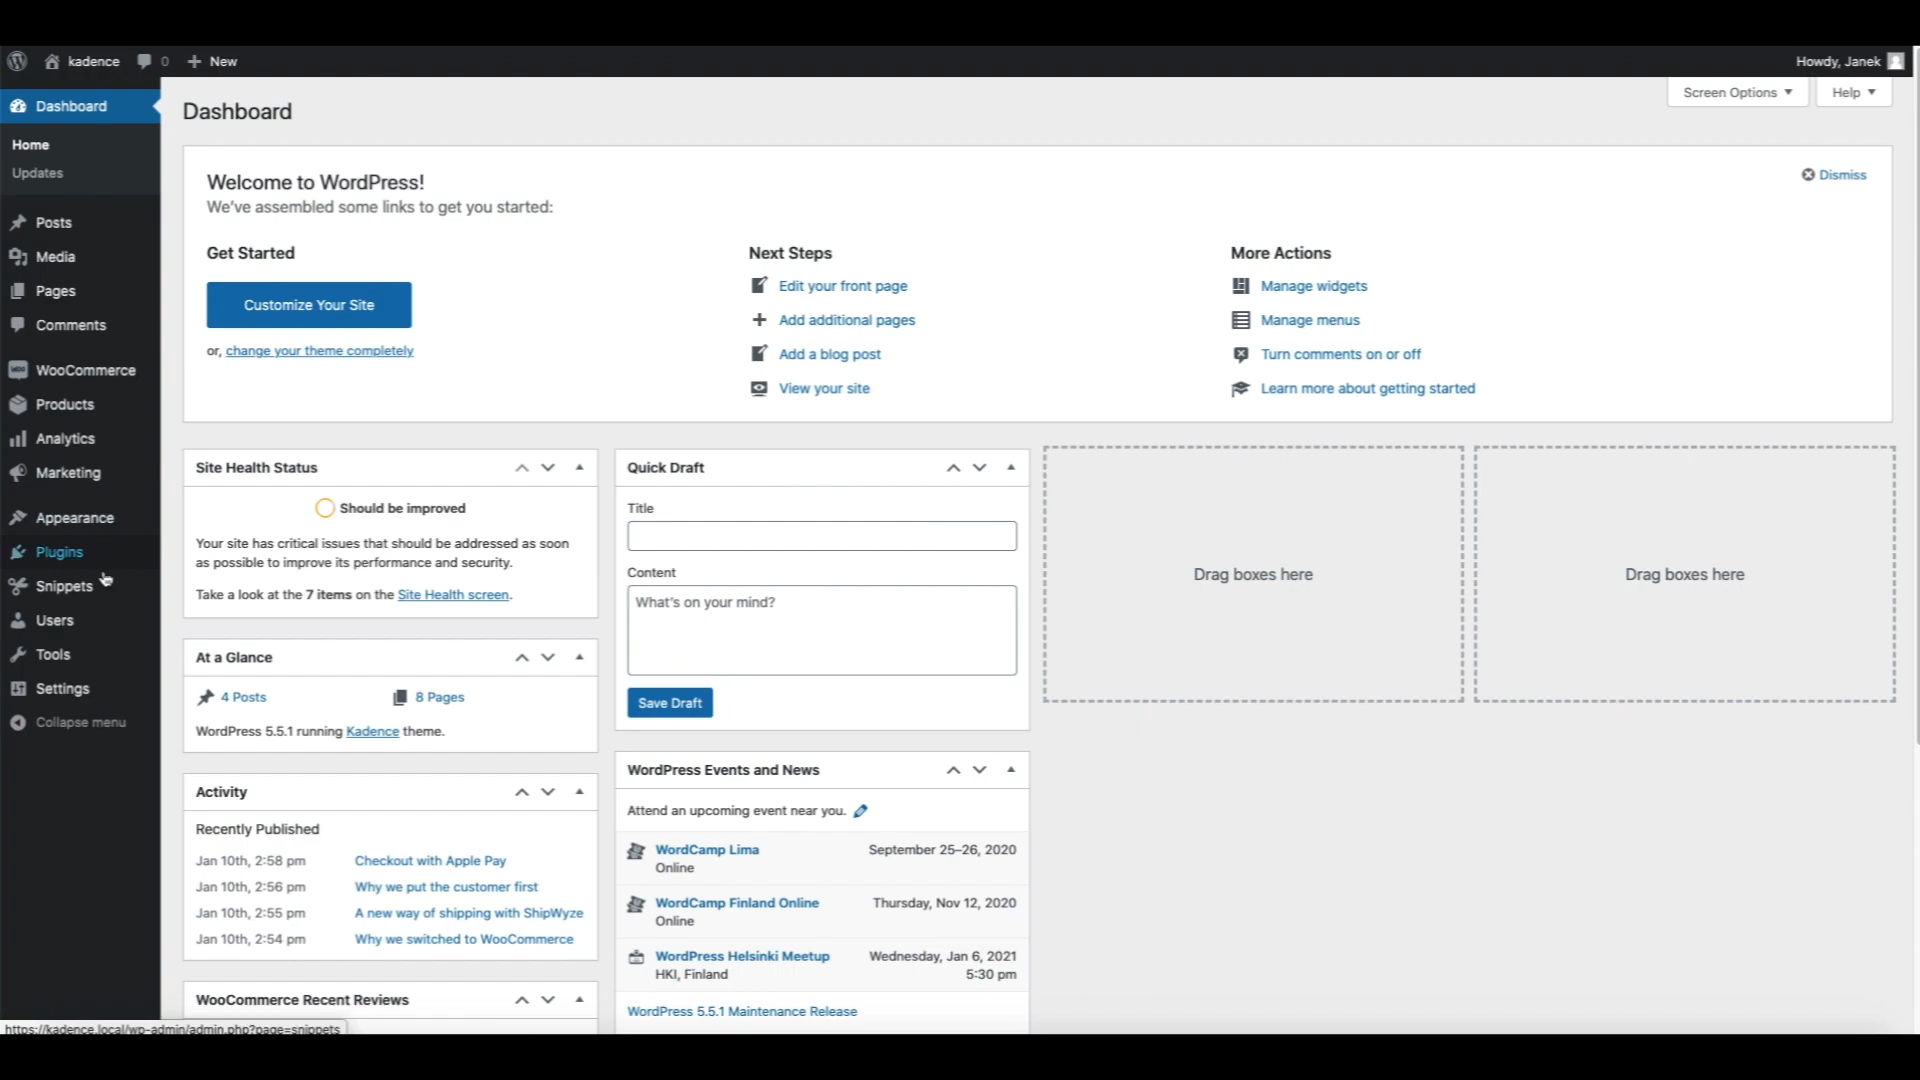 kadence
0
New
Howdy, Janek
Dashboard
Home
Updates
Posts
Media
Pages
Comments
WooCommerce
Products
Analytics
Marketing
Appearance
Plugins
Snippets
Users
Tools
Settings
Collapse menu
Dashboard
Screen Options
Help
Welcome to WordPress!
We've assembled some links to get you started:
Dismiss
Get Started
Customize Your Site
or, change your theme completely
Next Steps
Edit your front page
Add additional pages
Add a blog post
View your site
More Actions
Manage widgets
Manage menus
Turn comments on or off
Learn more about getting started
Site Health Status
Should be improved
Your site has critical issues that should be addressed as soon
as possible to improve its performance and security.
Take a look at the 7 items on the Site Health screen.
At a Glance
4 Posts
8 Pages
WordPress 5.5.1 running Kadence theme.
Activity
Recently Published
Jan 10th, 2:58 pm Checkout with Apple Pay
Jan 10th, 2:56 pm Why we put the customer first
Jan 10th, 2:55 pm A new way of shipping with ShipWyze
Jan 10th, 2:54 pm Why we switched to WooCommerce
WooCommerce Recent Reviews
Quick Draft
Title
Content
What's on your mind?
Save Draft
WordPress Events and News
Attend an upcoming event near you.
WordCamp Lima September 25–26, 2020
Online
WordCamp Finland Online Thursday, Nov 12, 2020
Online
WordPress Helsinki Meetup Wednesday, Jan 6, 2021
HKI, Finland 5:30 pm
WordPress 5.5.1 Maintenance Release
Drag boxes here
Drag boxes here
https://kadence.local/wp-admin/admin.php?page=snippets